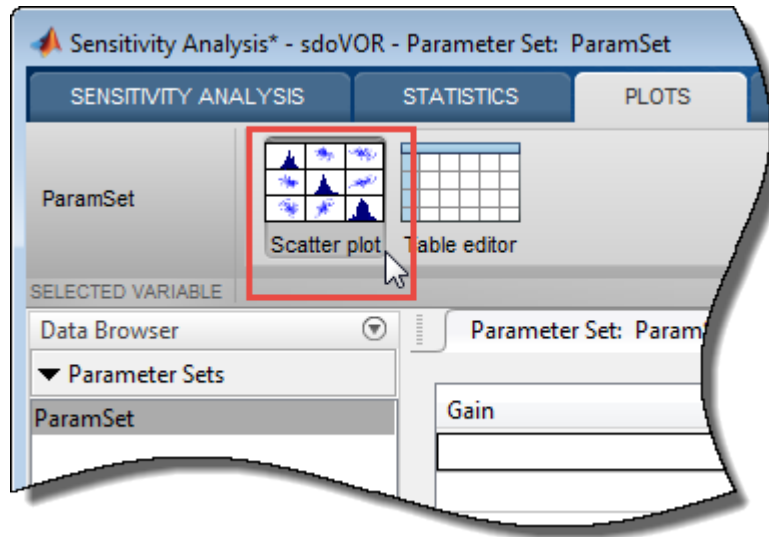 Sensitivity Analysis* - sdoVOR - Parameter Set: ParamSet
SENSITIVITY ANALYSIS
STATISTICS
PLOTS
ParamSet
Scatter plot
Table editor
SELECTED VARIABLE
Data Browser
Parameter Set: Param
Parameter Sets
ParamSet
Gain